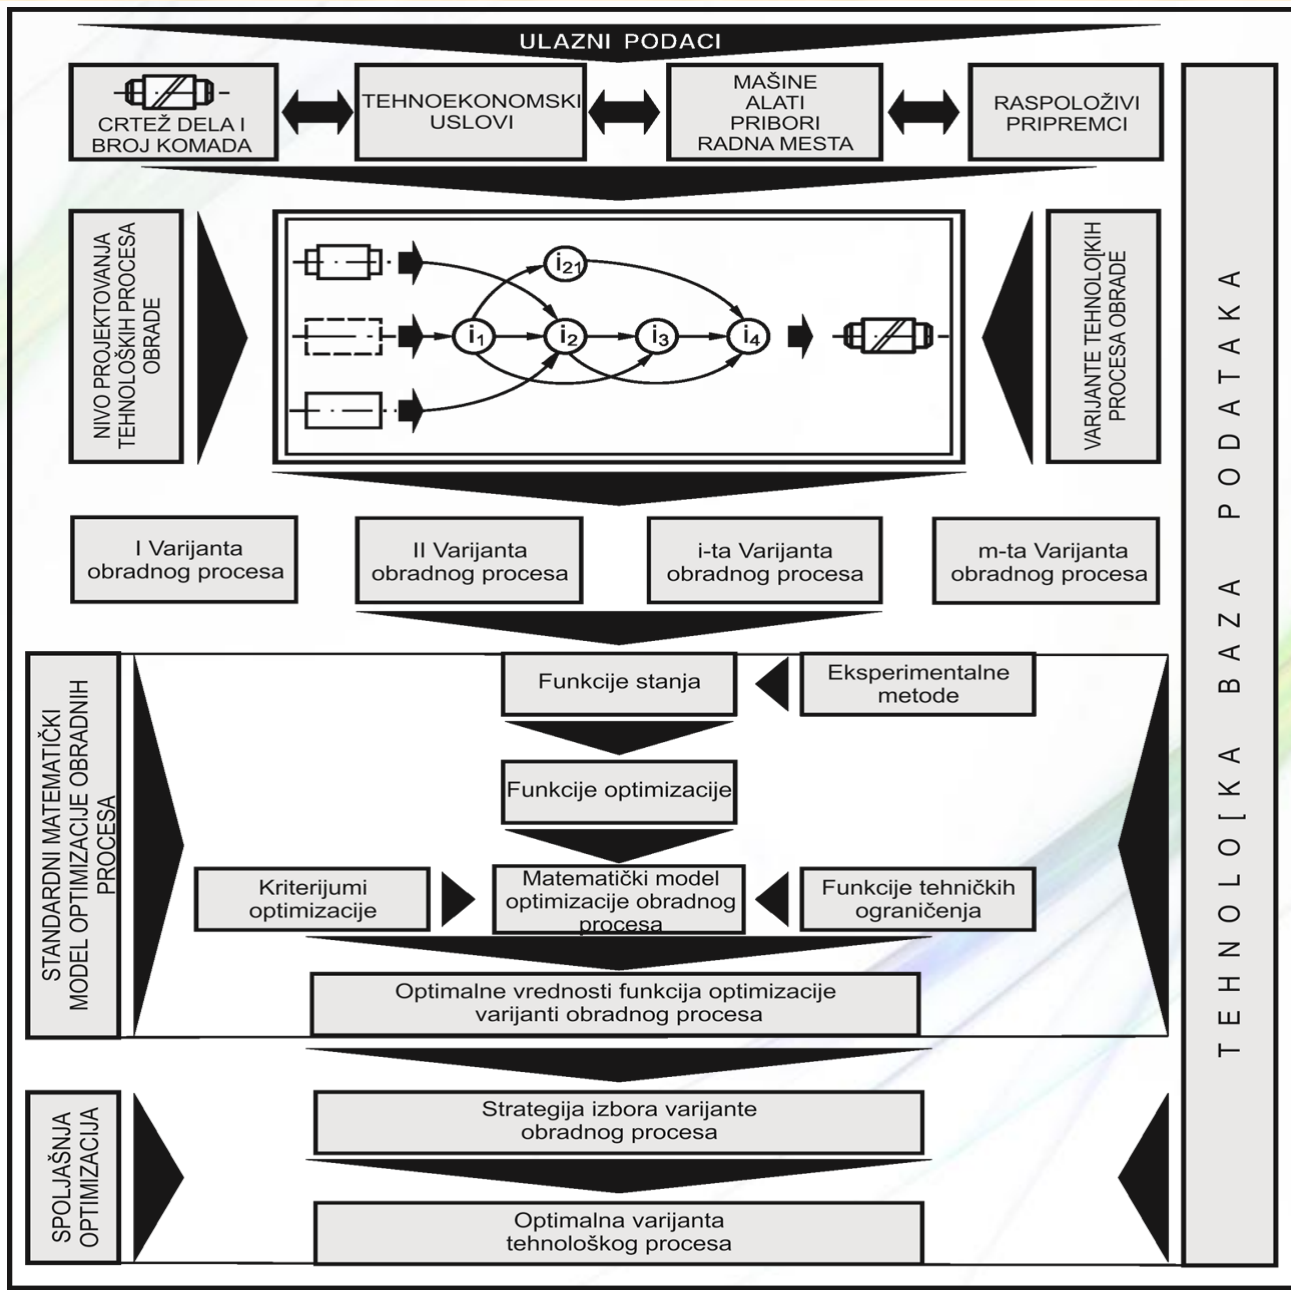 ULAZNI PODACI
CRTEŽ DELA I
BROJ KOMADA
TEHNOEKONOMSKI
USLOVI
MAŠINE
ALATI
PRIBORI
RADNA MESTA
RASPOLOŽIVI
PRIPREMCI
NIVO PROJEKTOVANJA
TEHNOLOŠKIH PROCESA
OBRADE
i21
i1
i2
i3
i4
VARIJANTE TEHNOLO[KIH
PROCESA OBRADE
I Varijanta
obradnog procesa
II Varijanta
obradnog procesa
i-ta Varijanta
obradnog procesa
m-ta Varijanta
obradnog procesa
STANDARDNI MATEMATIČKI
MODEL OPTIMIZACIJE OBRADNIH
PROCESA
Funkcije stanja
Eksperimentalne
metode
Funkcije optimizacije
Kriterijumi
optimizacije
Matematički model
optimizacije obradnog
procesa
Funkcije tehničkih
ograničenja
Optimalne vrednosti funkcija optimizacije
varijanti obradnog procesa
SPOLJAŠNJA
OPTIMIZACIJA
Strategija izbora varijante
obradnog procesa
Optimalna varijanta
tehnološkog procesa
TEHNOLO[KA BAZA PODATAKA